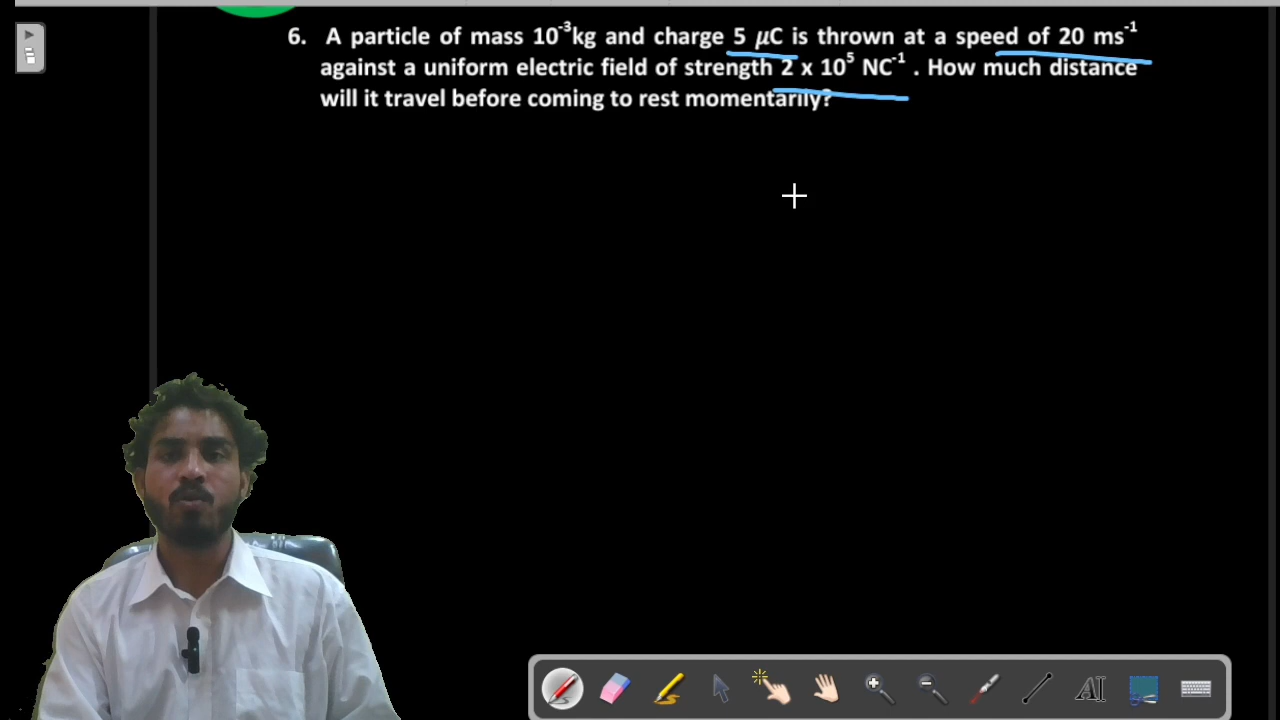 6. A particle of mass 10⁻³kg and charge 5 μC is thrown at a speed of 20 ms⁻¹
against a uniform electric field of strength 2 x 10⁵ NC⁻¹ . How much distance
will it travel before coming to rest momentarily?
AI